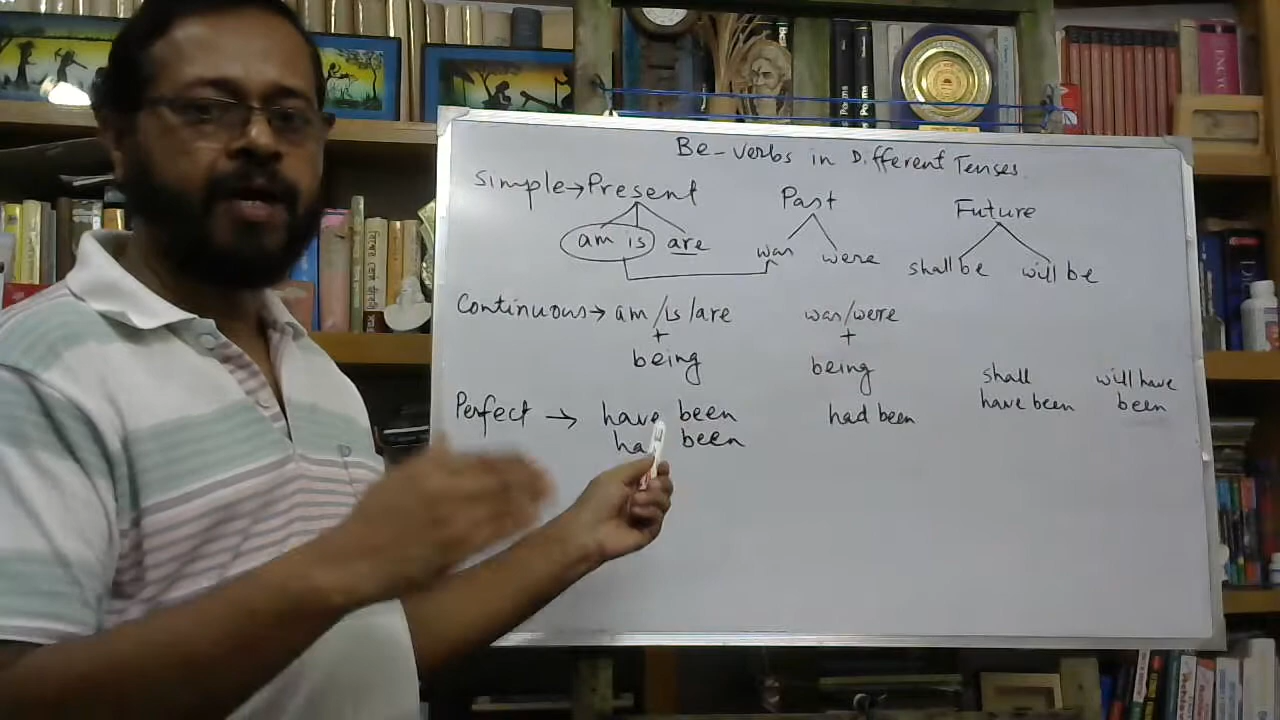 Be-verbs in Different Tenses
Simple→Present Past Future
am is are was were shall be will be
Continuous→ am/is/are was/were
+ +
being being
shall will have
have been been
Perfect → have been had been
ha been
Poems